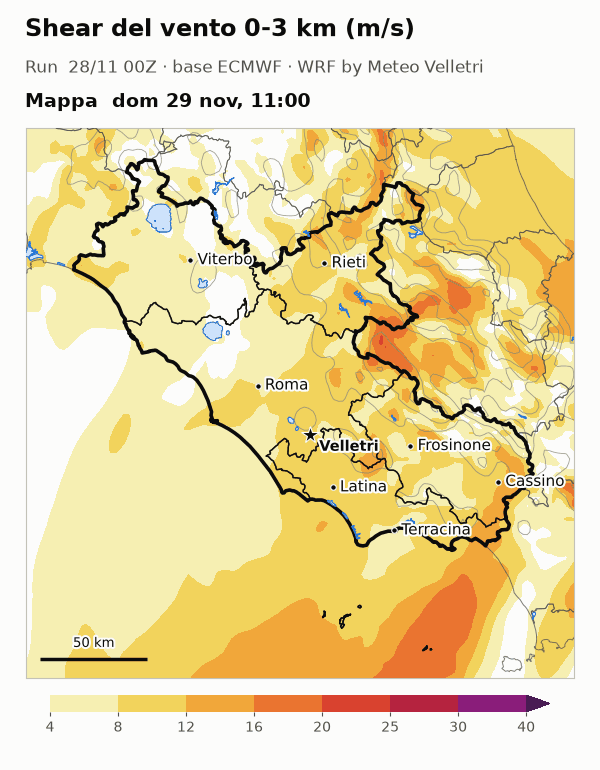 Shear del vento 0-3 km (m/s)
Run  28/11 00Z · base ECMWF · WRF by Meteo Velletri
Mappa  dom 29 nov, 11:00
Viterbo
Rieti
Roma
Velletri
Frosinone
Latina
Cassino
Terracina
50 km
4 8 12 16 20 25 30 40